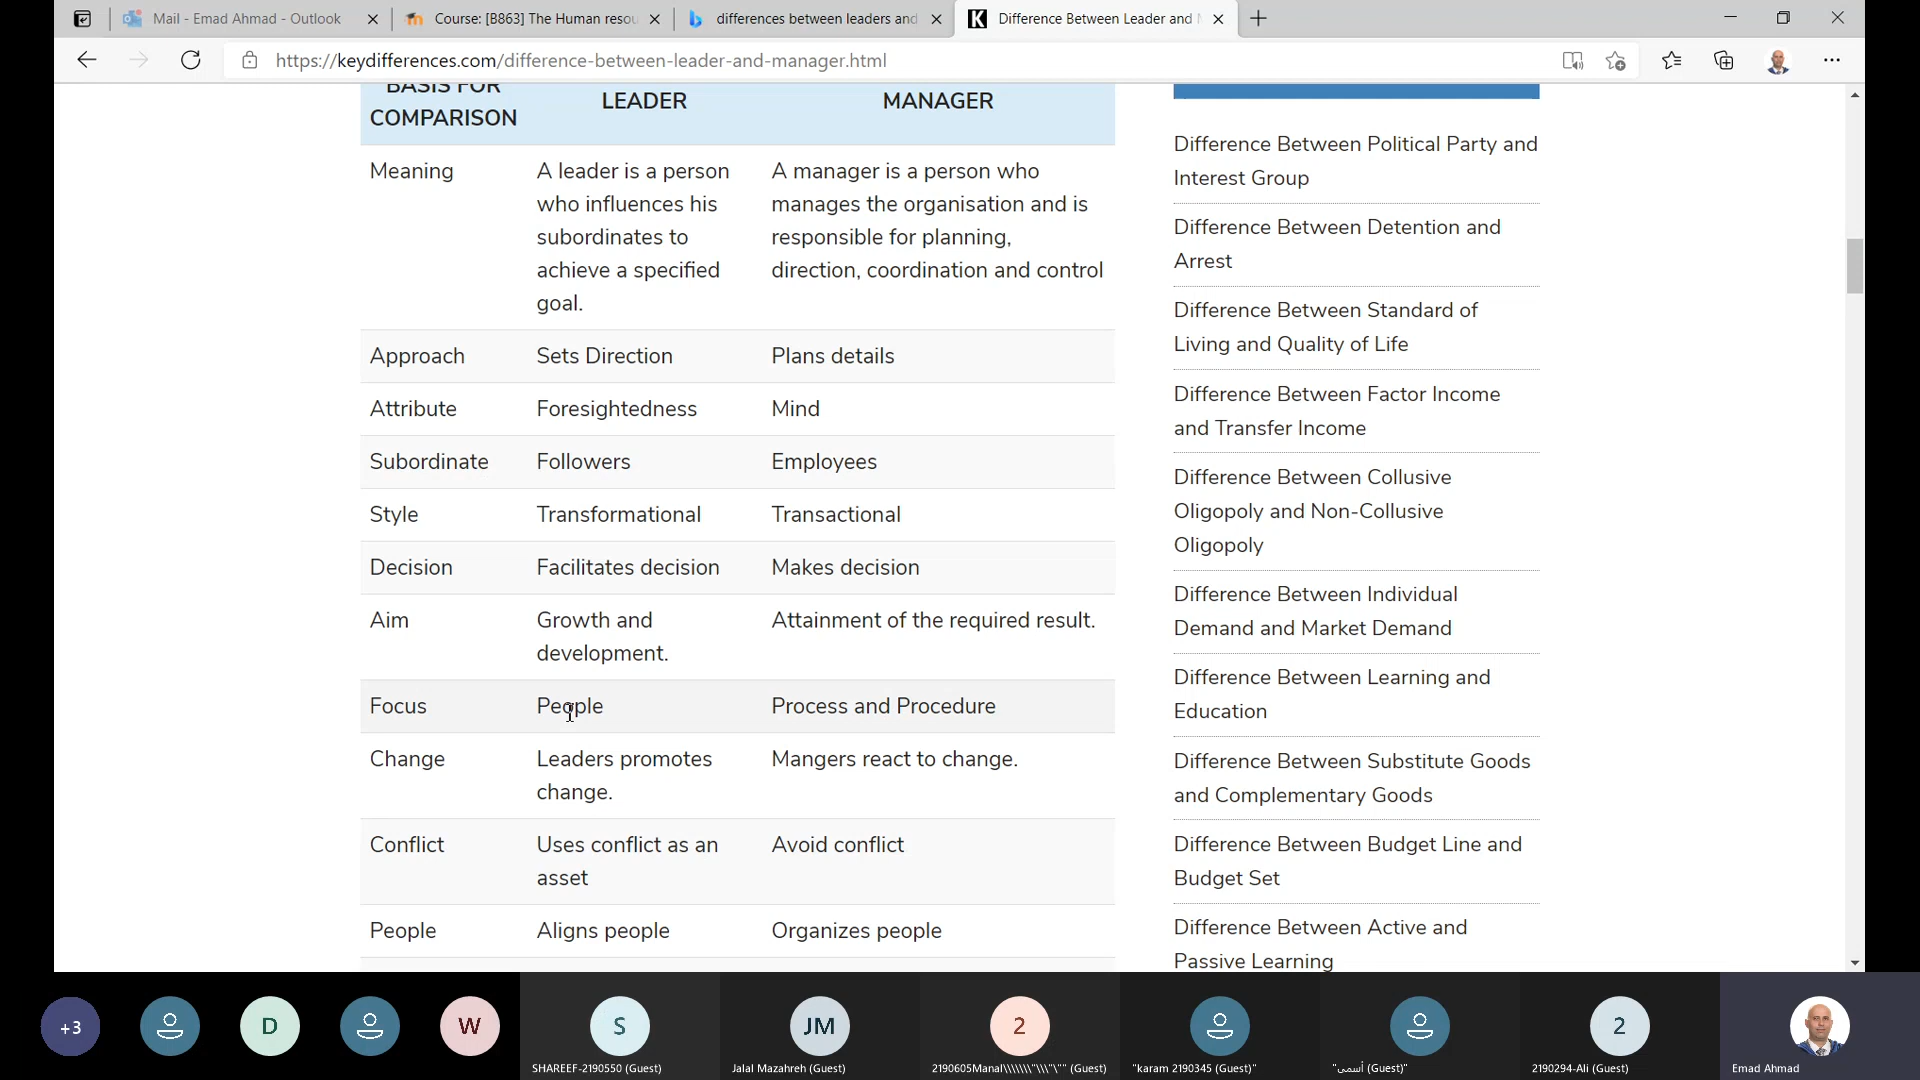 Mail - Emad Ahmad - Outlook
Course: [B863] The Human resou
differences between leaders and
Difference Between Leader and M
https://keydifferences.com/difference-between-leader-and-manager.html
BASIS FOR COMPARISON
LEADER
MANAGER
Meaning
A leader is a person
who influences his
subordinates to
achieve a specified
goal.
A manager is a person who
manages the organisation and is
responsible for planning,
direction, coordination and control
Approach
Sets Direction
Plans details
Attribute
Foresightedness
Mind
Subordinate
Followers
Employees
Style
Transformational
Transactional
Decision
Facilitates decision
Makes decision
Aim
Growth and
development.
Attainment of the required result.
Focus
People
Process and Procedure
Change
Leaders promotes
change.
Mangers react to change.
Conflict
Uses conflict as an
asset
Avoid conflict
People
Aligns people
Organizes people
Difference Between Political Party and
Interest Group
Difference Between Detention and
Arrest
Difference Between Standard of
Living and Quality of Life
Difference Between Factor Income
and Transfer Income
Difference Between Collusive
Oligopoly and Non-Collusive
Oligopoly
Difference Between Individual
Demand and Market Demand
Difference Between Learning and
Education
Difference Between Substitute Goods
and Complementary Goods
Difference Between Budget Line and
Budget Set
Difference Between Active and
Passive Learning
+3
D
W
S
JM
2
2
SHAREEF-2190550 (Guest)
Jalal Mazahreh (Guest)
2190605Manal\\\\\\\"\\\"\"" (Guest)
"karam 2190345 (Guest)"
"أسمى (Guest)"
2190294-Ali (Guest)
Emad Ahmad